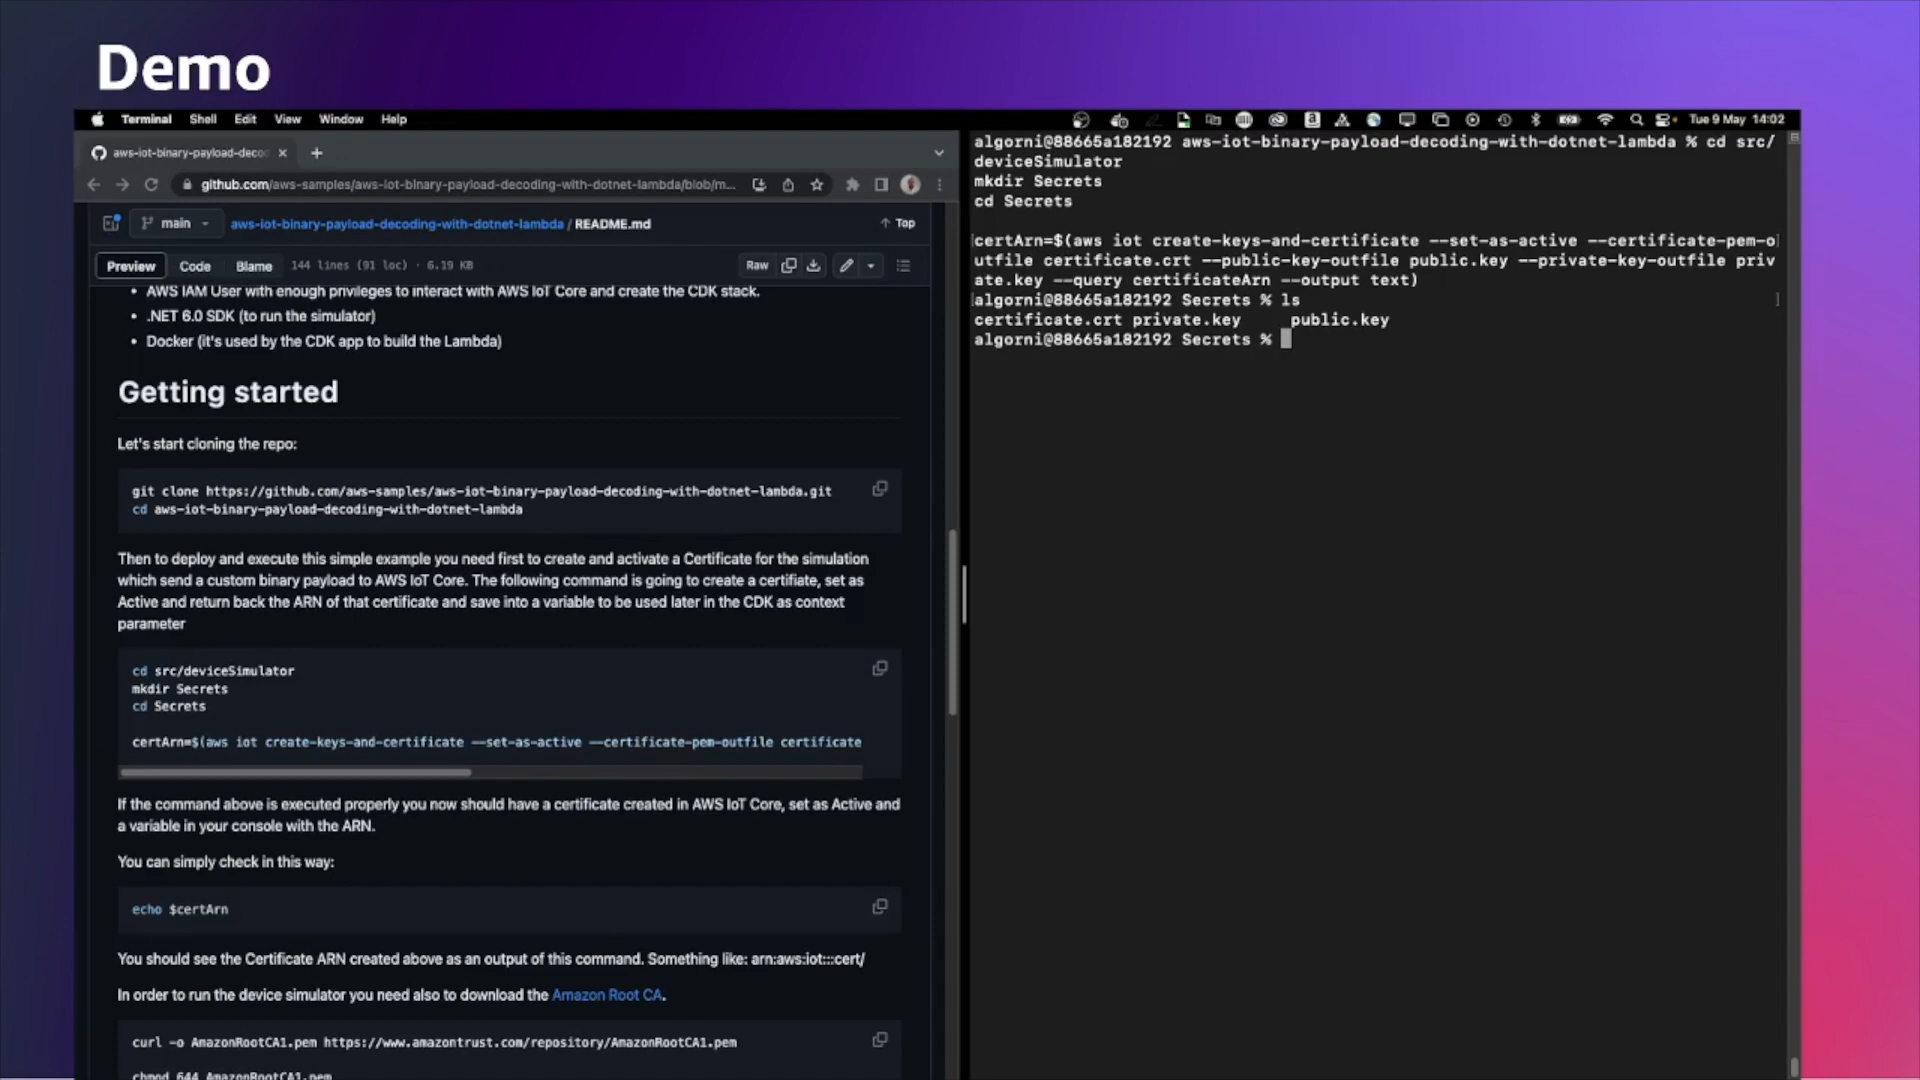 Demo
Terminal Shell Edit View Window Help
Tue 9 May 14:02
aws-iot-binary-payload-deco
github.com/aws-samples/aws-iot-binary-payload-decoding-with-dotnet-lambda/blob/m...
main
aws-iot-binary-payload-decoding-with-dotnet-lambda / README.md
Top
Preview Code Blame 144 lines (91 loc) · 6.19 KB
Raw
• AWS IAM User with enough privileges to interact with AWS IoT Core and create the CDK stack.
• .NET 6.0 SDK (to run the simulator)
• Docker (it's used by the CDK app to build the Lambda)
Getting started
Let's start cloning the repo:
git clone https://github.com/aws-samples/aws-iot-binary-payload-decoding-with-dotnet-lambda.git
cd aws-iot-binary-payload-decoding-with-dotnet-lambda
Then to deploy and execute this simple example you need first to create and activate a Certificate for the simulation
which send a custom binary payload to AWS IoT Core. The following command is going to create a certifiate, set as
Active and return back the ARN of that certificate and save into a variable to be used later in the CDK as context
parameter
cd src/deviceSimulator
mkdir Secrets
cd Secrets
certArn=$(aws iot create-keys-and-certificate --set-as-active --certificate-pem-outfile certificate
If the command above is executed properly you now should have a certificate created in AWS IoT Core, set as Active and
a variable in your console with the ARN.
You can simply check in this way:
echo $certArn
You should see the Certificate ARN created above as an output of this command. Something like: arn:aws:iot:::cert/
In order to run the device simulator you need also to download the Amazon Root CA.
curl -o AmazonRootCA1.pem https://www.amazontrust.com/repository/AmazonRootCA1.pem
chmod 644 AmazonRootCA1.pem
algorni@88665a182192 aws-iot-binary-payload-decoding-with-dotnet-lambda % cd src/
deviceSimulator
mkdir Secrets
cd Secrets
certArn=$(aws iot create-keys-and-certificate --set-as-active --certificate-pem-o
utfile certificate.crt --public-key-outfile public.key --private-key-outfile priv
ate.key --query certificateArn --output text)
algorni@88665a182192 Secrets % ls
certificate.crt private.key public.key
algorni@88665a182192 Secrets %